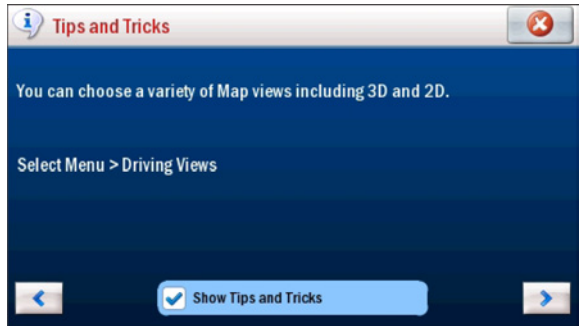 Tips and Tricks
You can choose a variety of Map views including 3D and 2D.
Select Menu > Driving Views
Show Tips and Tricks